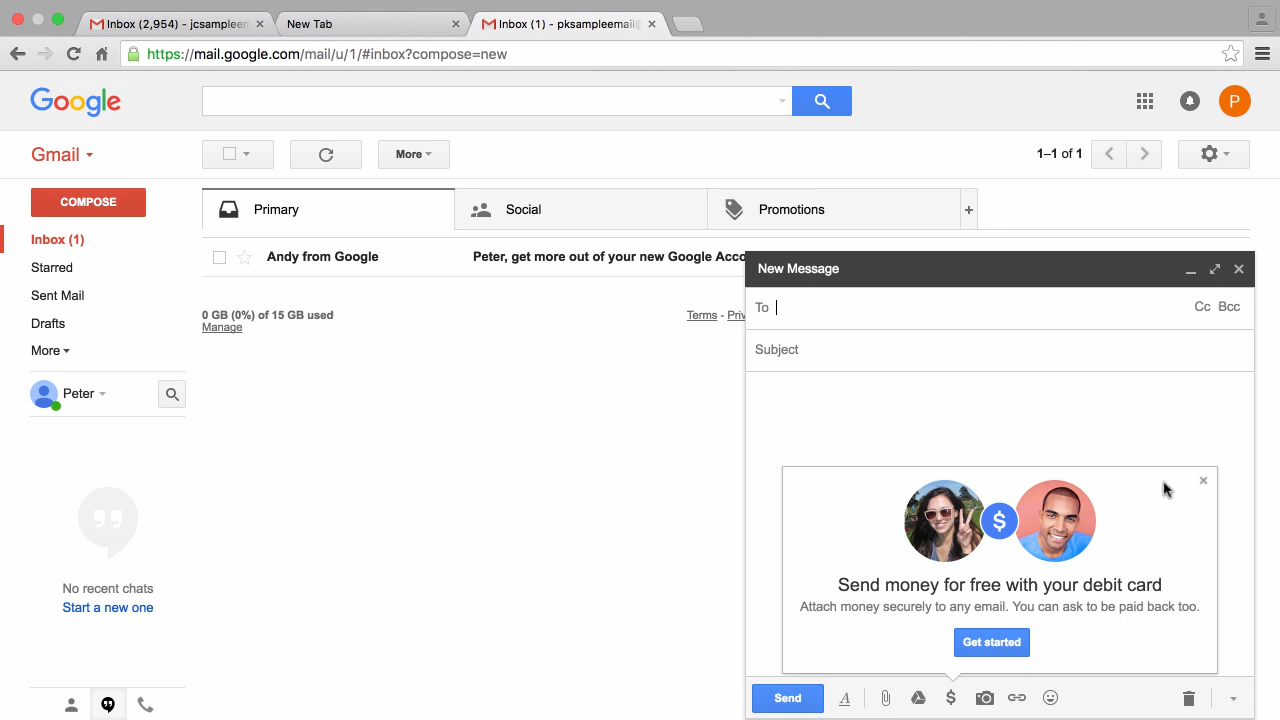 Inbox (2,954) - jcsampleem
New Tab
Inbox (1) - pksampleemail@
https://mail.google.com/mail/u/1/#inbox?compose=new
Google
P
Gmail
More
1–1 of 1
COMPOSE
Primary
Social
Promotions
+
Inbox (1)
Starred
Sent Mail
Drafts
More
Andy from Google
Peter, get more out of your new Google Acco
0 GB (0%) of 15 GB used
Manage
Terms - Priv
New Message
To
Cc Bcc
Subject
Peter
No recent chats
Start a new one
$
Send money for free with your debit card
Attach money securely to any email. You can ask to be paid back too.
Get started
Send
A
$